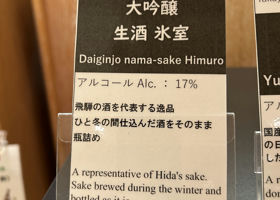 大吟醸
生酒 氷室
Daiginjo nama-sake Himuro
アルコール Alc. : 17%
飛騨の酒を代表する逸品
ひと冬の間仕込んだ酒をそのまま
瓶詰め
A representative of Hida's sake.
Sake brewed during the winter and
bottled as it is
Yu
アル
国産
の日
した
A r
don